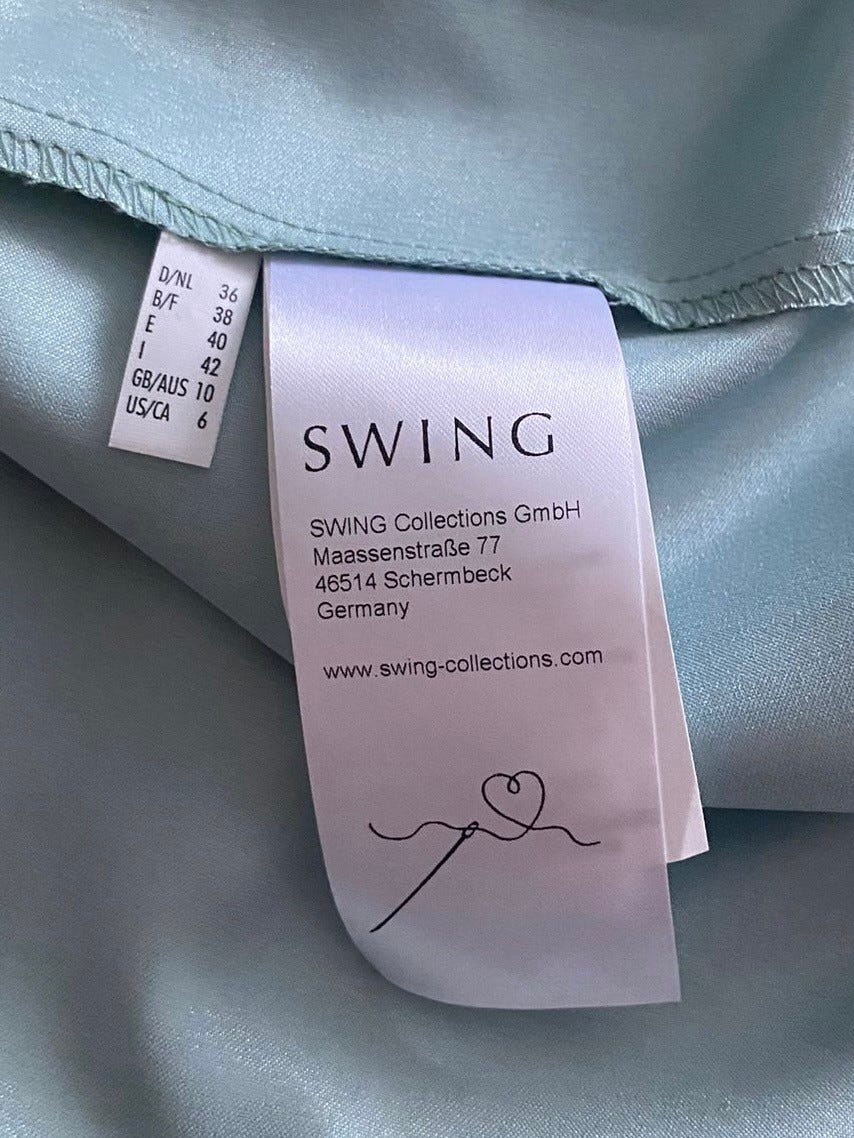 D/NL 36
B/F 38
E 40
I 42
GB/AUS 10
US/CA 6
SWING
SWING Collections GmbH
Maassenstraße 77
46514 Schermbeck
Germany
www.swing-collections.com